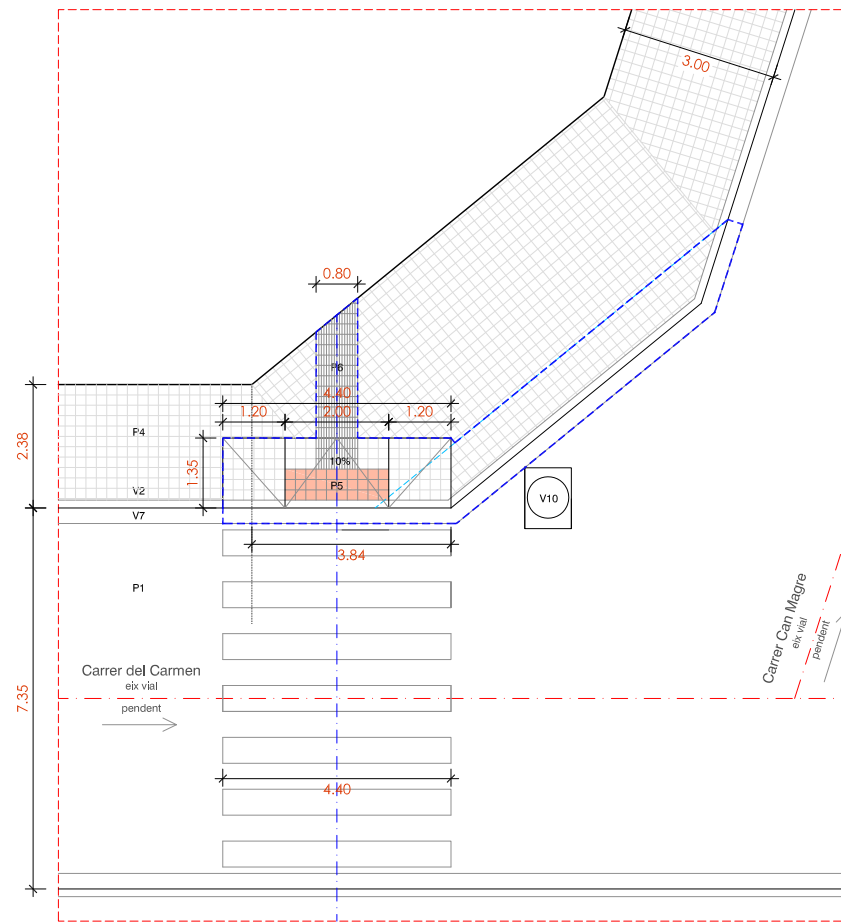 3.00
0.80
P6
4.40
1.20
2.00
1.20
2.38
P4
1.35
10%
P5
V2
V7
V10
3.84
P1
Carrer Can Magre
eix vial
pendent
Carrer del Carmen
eix vial
pendent
7.35
4.40